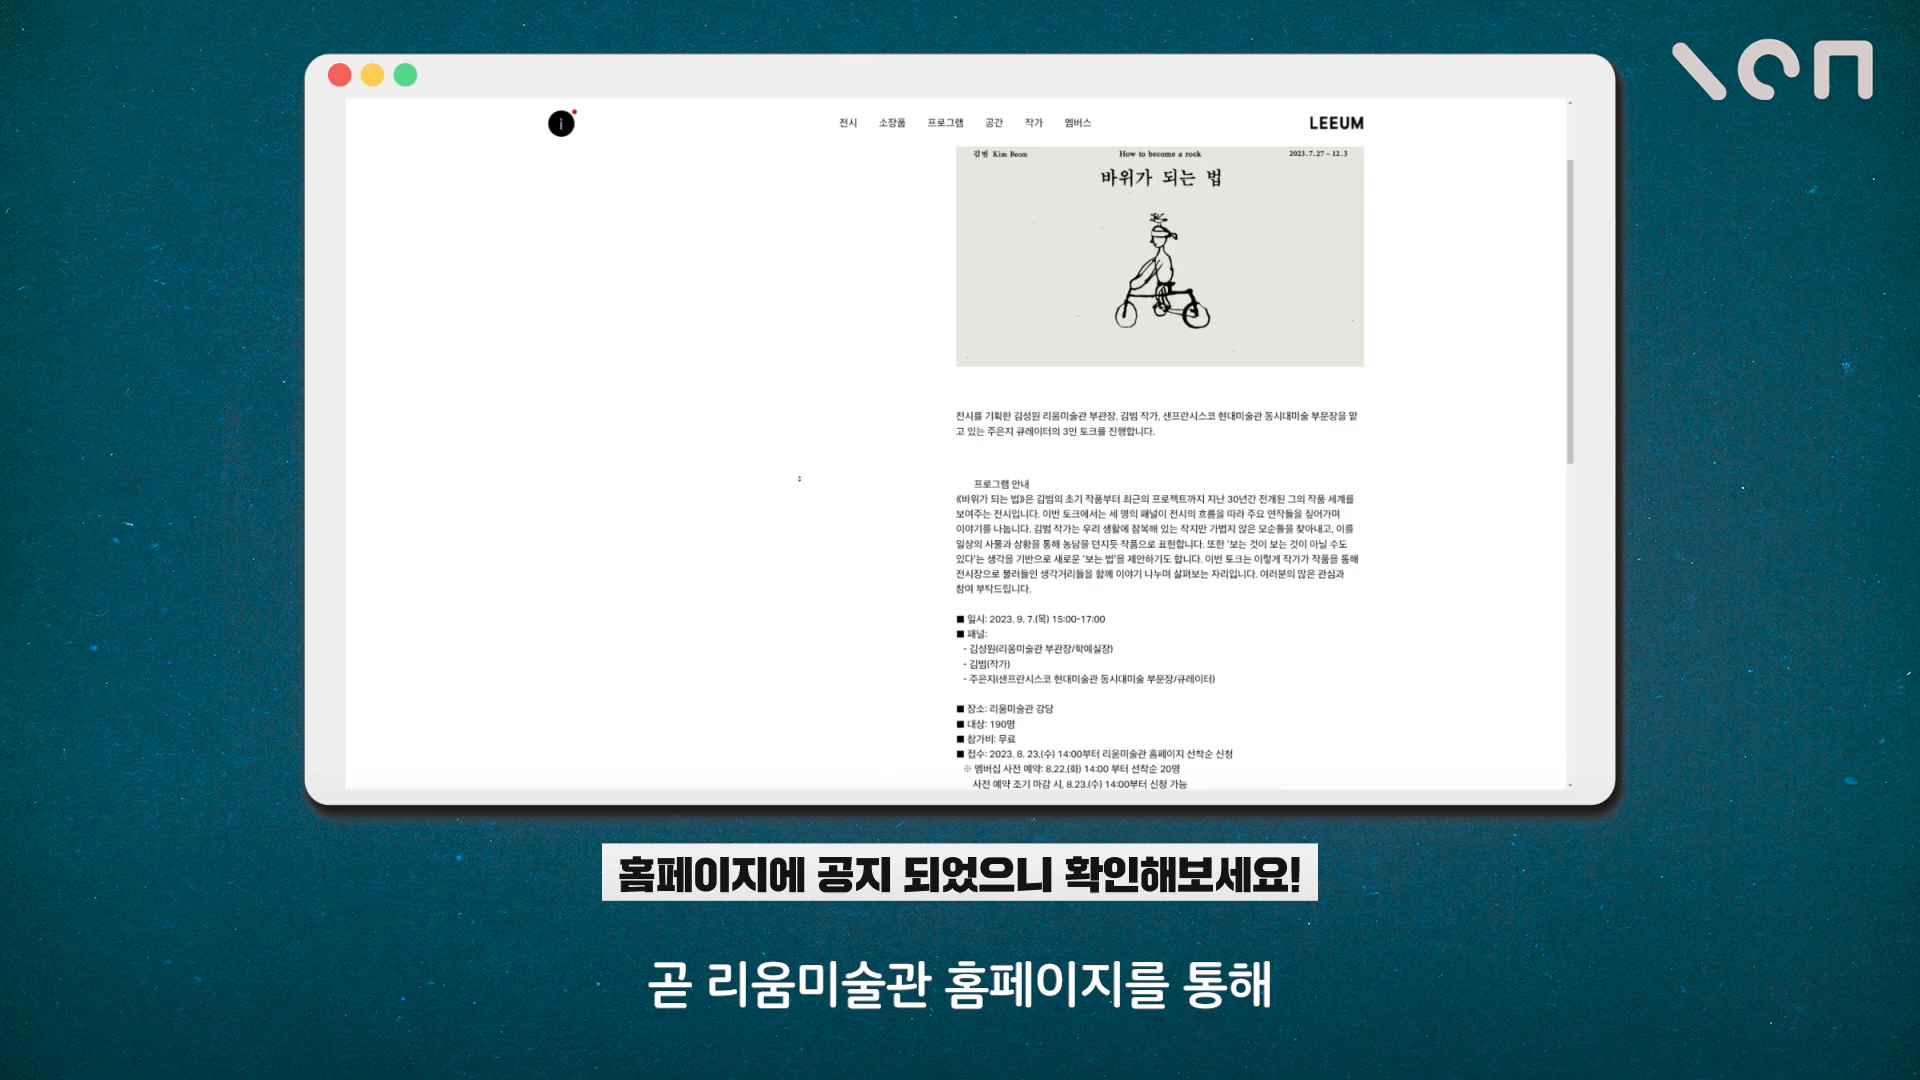 전시 소장품 프로그램 공간 작가 멤버스
LEEUM
김범 Kim Beom
How to become a rock
2023.7.27 – 12.3
바위가 되는 법
전시를 기획한 김성원 리움미술관 부관장, 김범 작가, 샌프란시스코 현대미술관 동시대미술 부문장을 맡
고 있는 주은지 큐레이터의 3인 토크를 진행합니다.
프로그램 안내
《바위가 되는 법》은 김범의 초기 작품부터 최근의 프로젝트까지 지난 30년간 전개된 그의 작품 세계를
보여주는 전시입니다. 이번 토크에서는 세 명의 패널이 전시의 흐름을 따라 주요 연작들을 짚어가며
이야기를 나눕니다. 김범 작가는 우리 생활에 잠복해 있는 작지만 가볍지 않은 모순들을 찾아내고, 이를
일상의 사물과 상황을 통해 농담을 던지듯 작품으로 표현합니다. 또한 '보는 것이 보는 것이 아닐 수도
있다'는 생각을 기반으로 새로운 '보는 법'을 제안하기도 합니다. 이번 토크는 이렇게 작가가 작품을 통해
전시장으로 불러들인 생각거리들을 함께 이야기 나누며 살펴보는 자리입니다. 여러분의 많은 관심과
참여 부탁드립니다.
■ 일시: 2023. 9. 7.(목) 15:00-17:00
■ 패널:
- 김성원(리움미술관 부관장/학예실장)
- 김범(작가)
- 주은지(샌프란시스코 현대미술관 동시대미술 부문장/큐레이터)
■ 장소: 리움미술관 강당
■ 대상: 190명
■ 참가비: 무료
■ 접수: 2023. 8. 23.(수) 14:00부터 리움미술관 홈페이지 선착순 신청
※ 멤버십 사전 예약: 8.22.(화) 14:00 부터 선착순 20명
사전 예약 조기 마감 시, 8.23.(수) 14:00부터 신청 가능
홈페이지에 공지 되었으니 확인해보세요!
곧 리움미술관 홈페이지를 통해